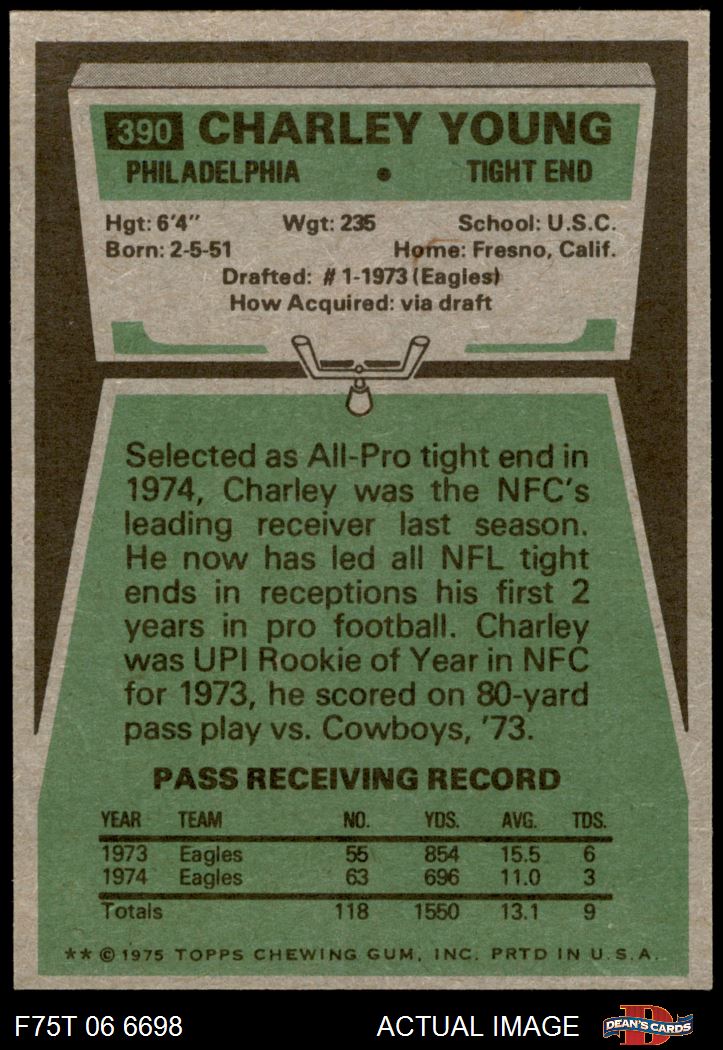 390 CHARLEY YOUNG
PHILADELPHIA • TIGHT END
Hgt: 6'4" Wgt: 235 School: U.S.C.
Born: 2-5-51 Home: Fresno, Calif.
Drafted: #1-1973 (Eagles)
How Acquired: via draft
Selected as All-Pro tight end in
1974, Charley was the NFC's
leading receiver last season.
He now has led all NFL tight
ends in receptions his first 2
years in pro football. Charley
was UPI Rookie of Year in NFC
for 1973, he scored on 80-yard
pass play vs. Cowboys, '73.
PASS RECEIVING RECORD
YEAR TEAM NO. YDS. AVG. TDS.
1973 Eagles 55 854 15.5 6
1974 Eagles 63 696 11.0 3
Totals 118 1550 13.1 9
** © 1975 TOPPS CHEWING GUM, INC. PRTD IN U.S.A.
F75T 06 6698 ACTUAL IMAGE D DEAN'S CARDS